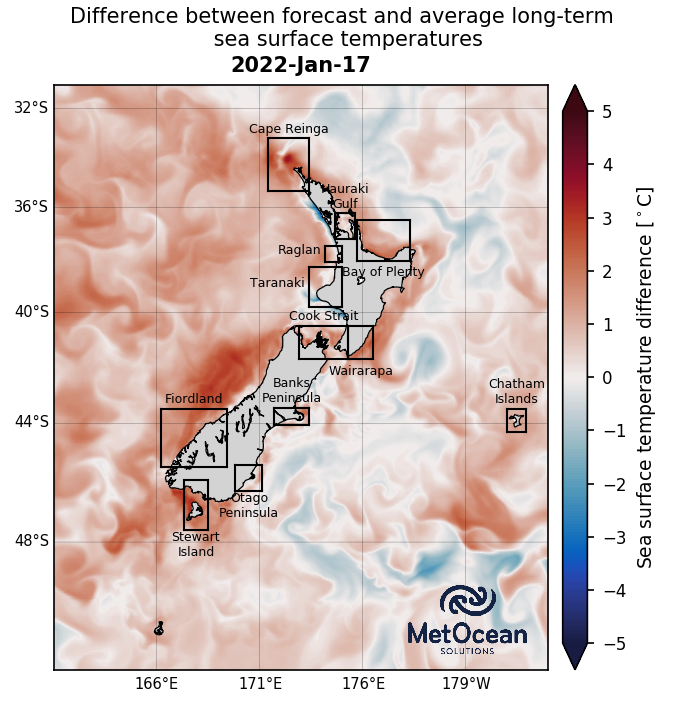 Difference between forecast and average long-term
sea surface temperatures
2022-Jan-17
32°S
36°S
40°S
44°S
48°S
166°E
171°E
176°E
179°W
Cape Reinga
Hauraki
Gulf
Raglan
Bay of Plenty
Taranaki
Cook Strait
Wairarapa
Banks
Peninsula
Fiordland
Chatham
Islands
Otago
Peninsula
Stewart
Island
MetOcean
SOLUTIONS
5
4
3
2
1
0
−1
−2
−3
−4
−5
Sea surface temperature difference [°C]